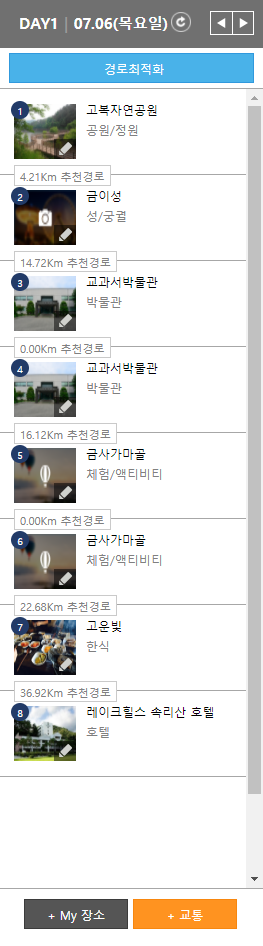 DAY1 | 07.06(목요일)
경로최적화
1
고복자연공원
공원/정원
4.21Km 추천경로
2
금이성
성/궁궐
14.72Km 추천경로
3
교과서박물관
박물관
0.00Km 추천경로
4
교과서박물관
박물관
16.12Km 추천경로
5
금사가마골
체험/액티비티
0.00Km 추천경로
6
금사가마골
체험/액티비티
22.68Km 추천경로
7
고운빛
한식
36.92Km 추천경로
8
레이크힐스 속리산 호텔
호텔
+ My 장소
+ 교통